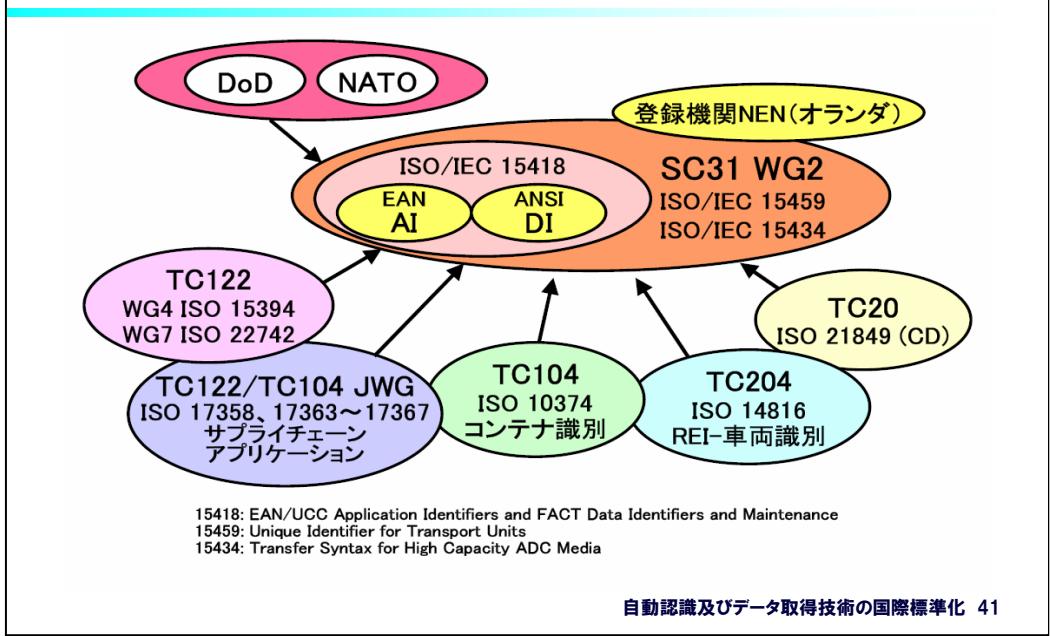 DoD
NATO
登録機関NEN(オランダ)
ISO/IEC 15418
EAN
AI
ANSI
DI
SC31 WG2
ISO/IEC 15459
ISO/IEC 15434
TC122
WG4 ISO 15394
WG7 ISO 22742
TC20
ISO 21849 (CD)
TC122/TC104 JWG
ISO 17358、17363～17367
サプライチェーン
アプリケーション
TC104
ISO 10374
コンテナ識別
TC204
ISO 14816
REI-車両識別
15418: EAN/UCC Application Identifiers and FACT Data Identifiers and Maintenance
15459: Unique Identifier for Transport Units
15434: Transfer Syntax for High Capacity ADC Media
自動認識及びデータ取得技術の国際標準化 41